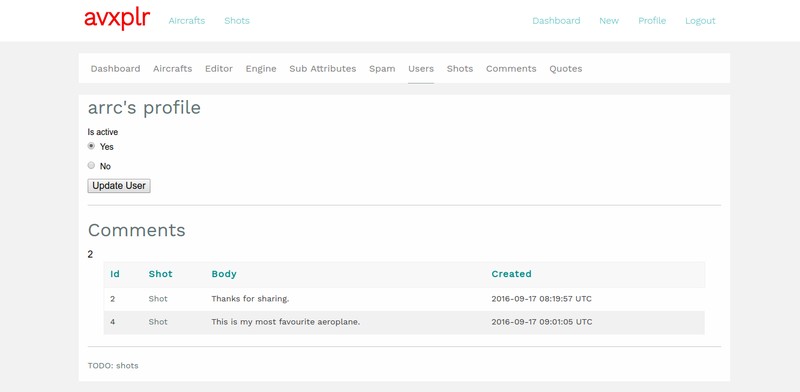 avxplr Aircrafts Shots Dashboard New Profile Logout
Dashboard Aircrafts Editor Engine Sub Attributes Spam Users Shots Comments Quotes
arrc's profile
Is active
Yes
No
Update User
Comments
2
Id Shot Body Created
2 Shot Thanks for sharing. 2016-09-17 08:19:57 UTC
4 Shot This is my most favourite aeroplane. 2016-09-17 09:01:05 UTC
TODO: shots